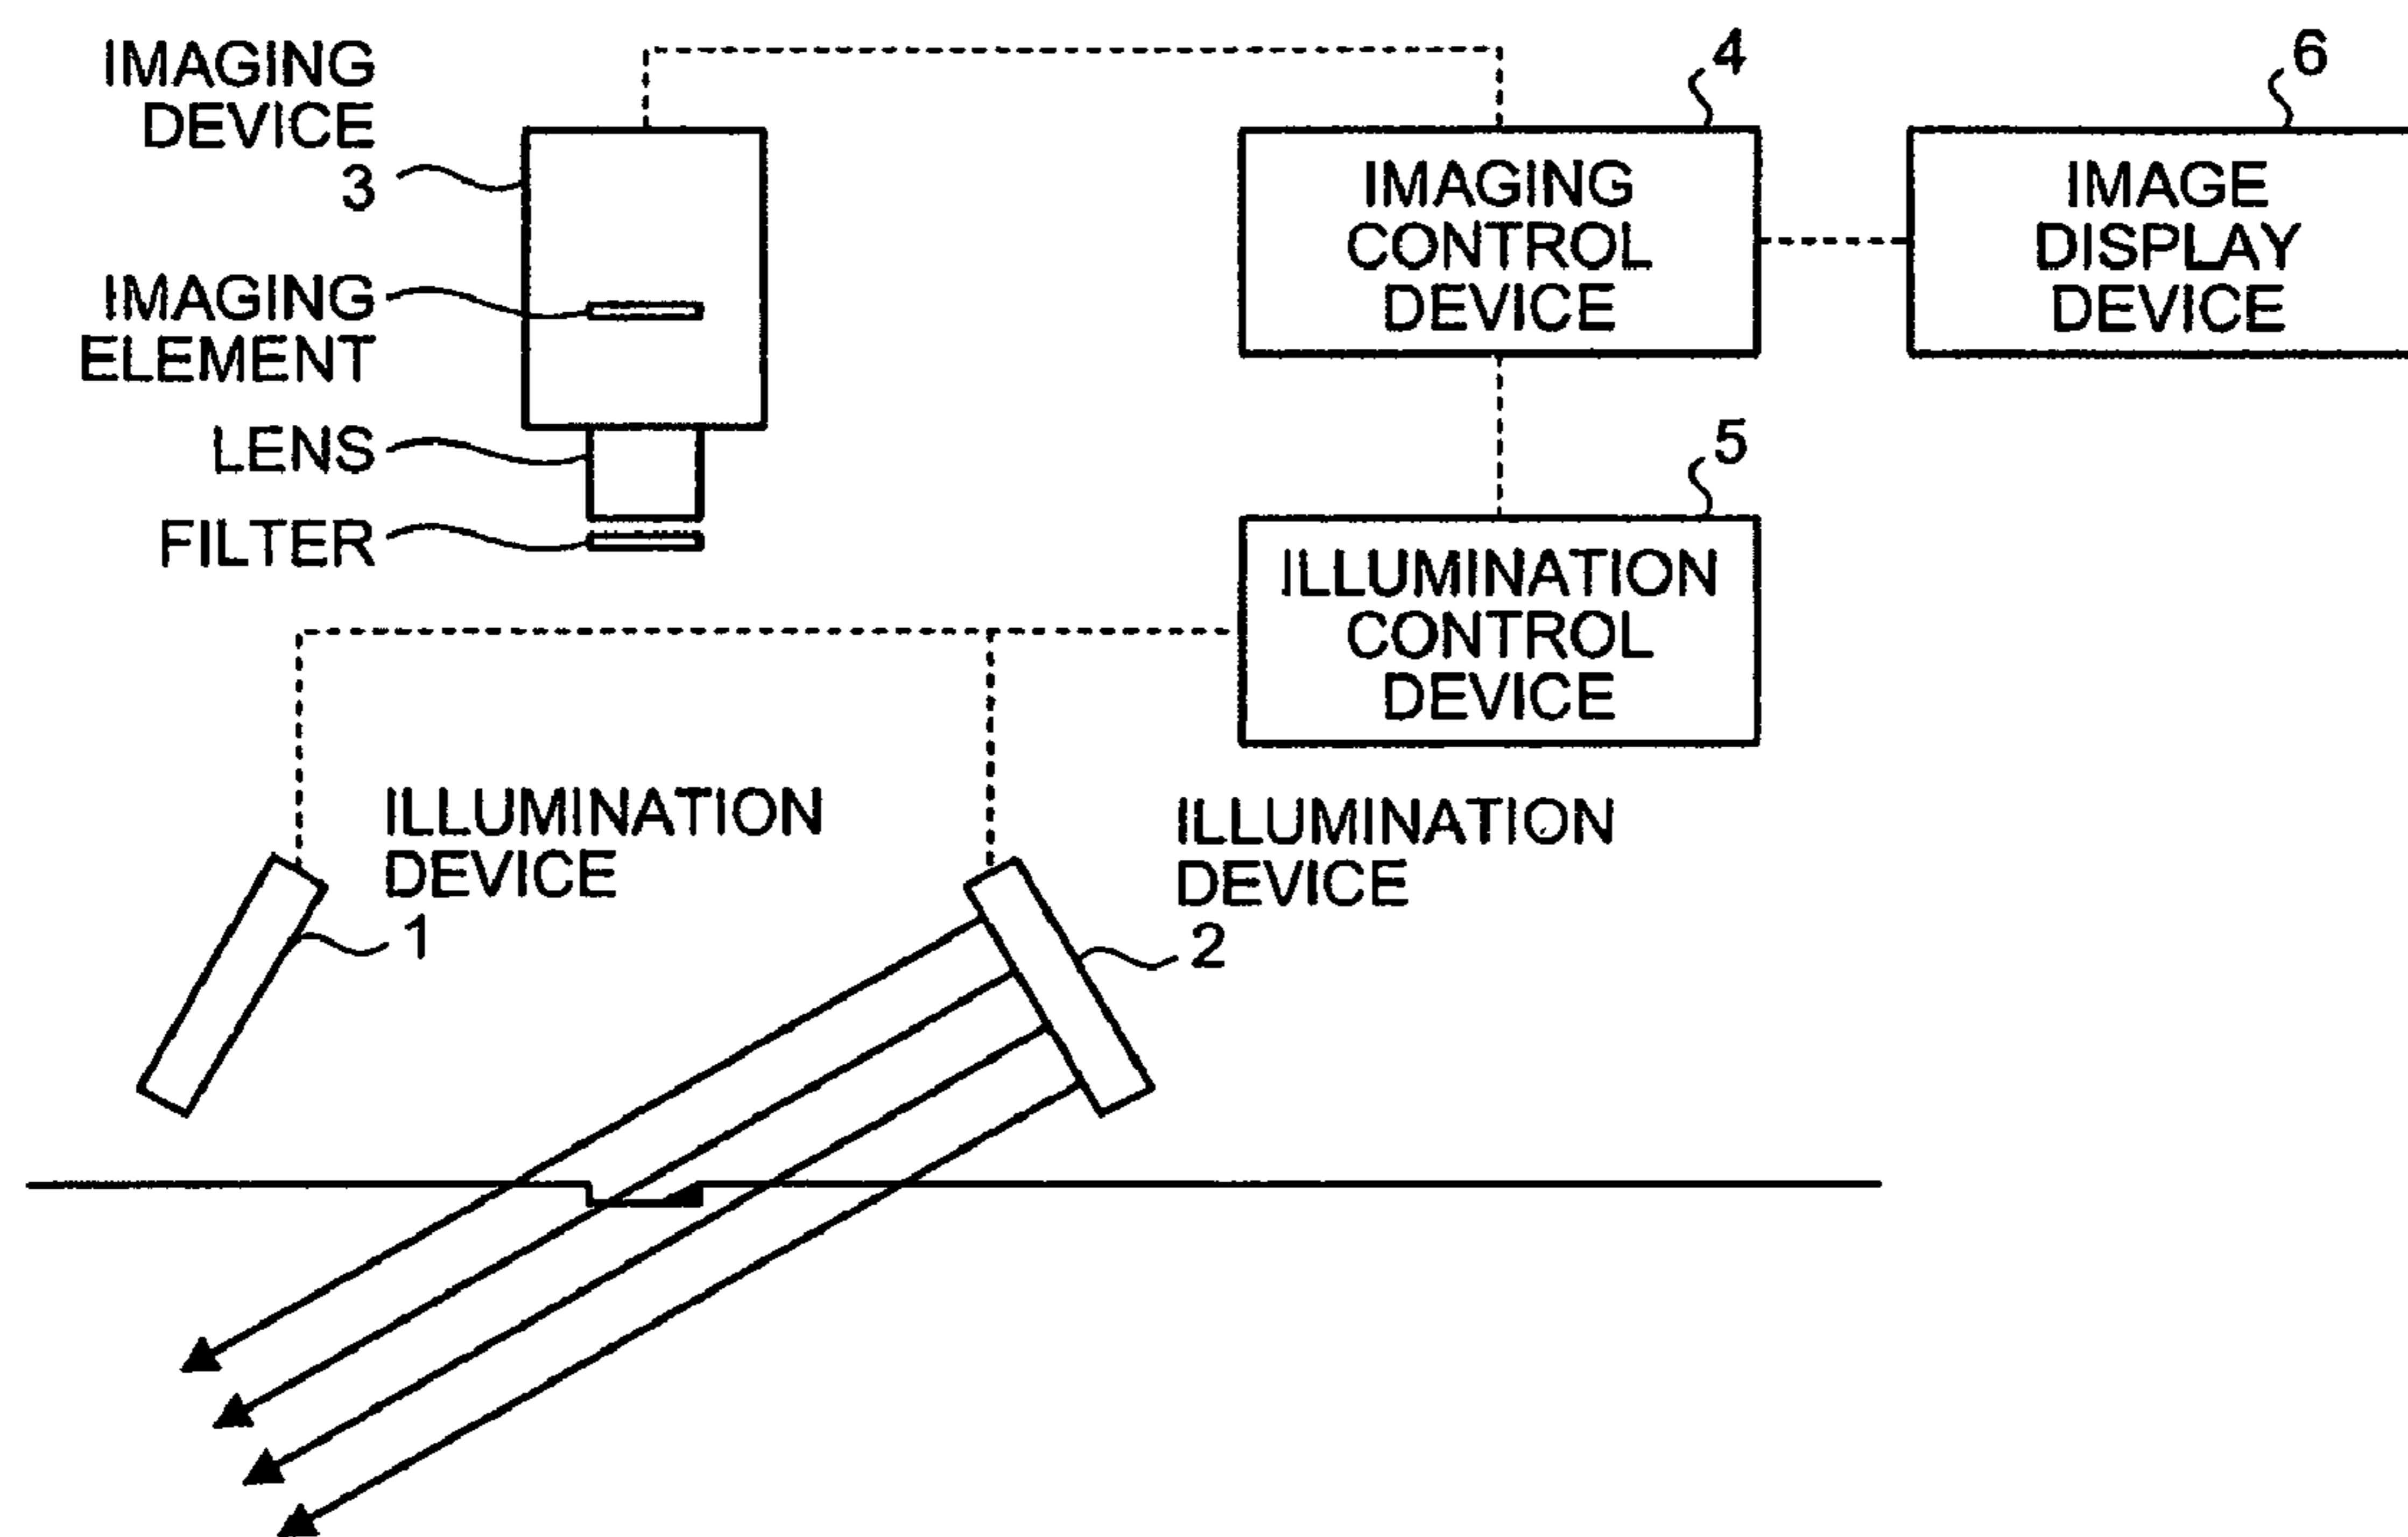 IMAGING
DEVICE
3
IMAGING
ELEMENT
LENS
FILTER
4
IMAGING
CONTROL
DEVICE
6
IMAGE
DISPLAY
DEVICE
5
ILLUMINATION
CONTROL
DEVICE
ILLUMINATION
DEVICE
1
ILLUMINATION
DEVICE
2